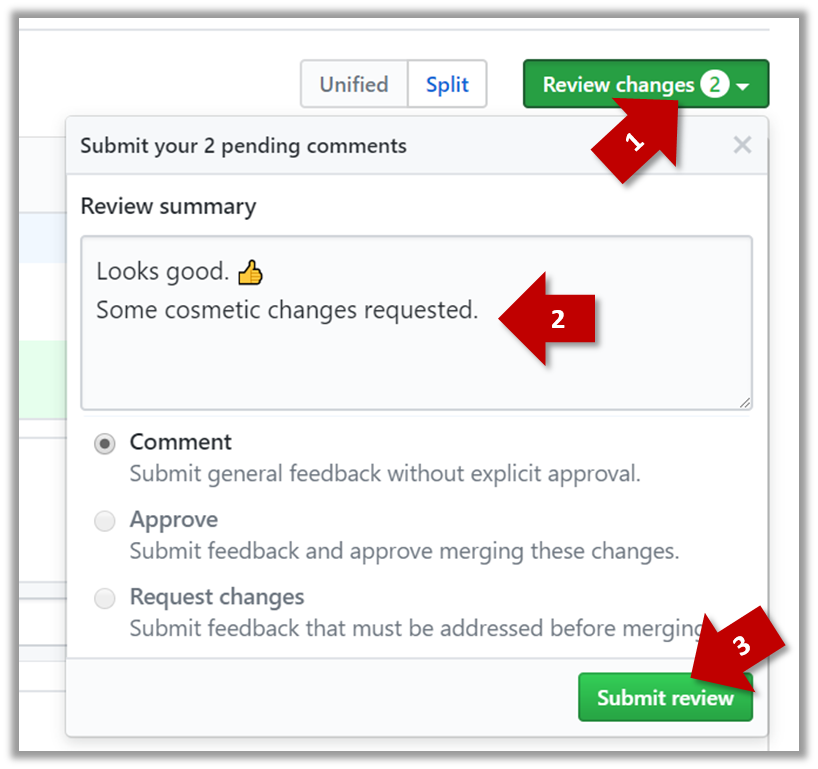 Unified Split Review changes 2
1
Submit your 2 pending comments
Review summary
Looks good. 👍
Some cosmetic changes requested.
2
Comment
Submit general feedback without explicit approval.
Approve
Submit feedback and approve merging these changes.
Request changes
Submit feedback that must be addressed before merging
3
Submit review